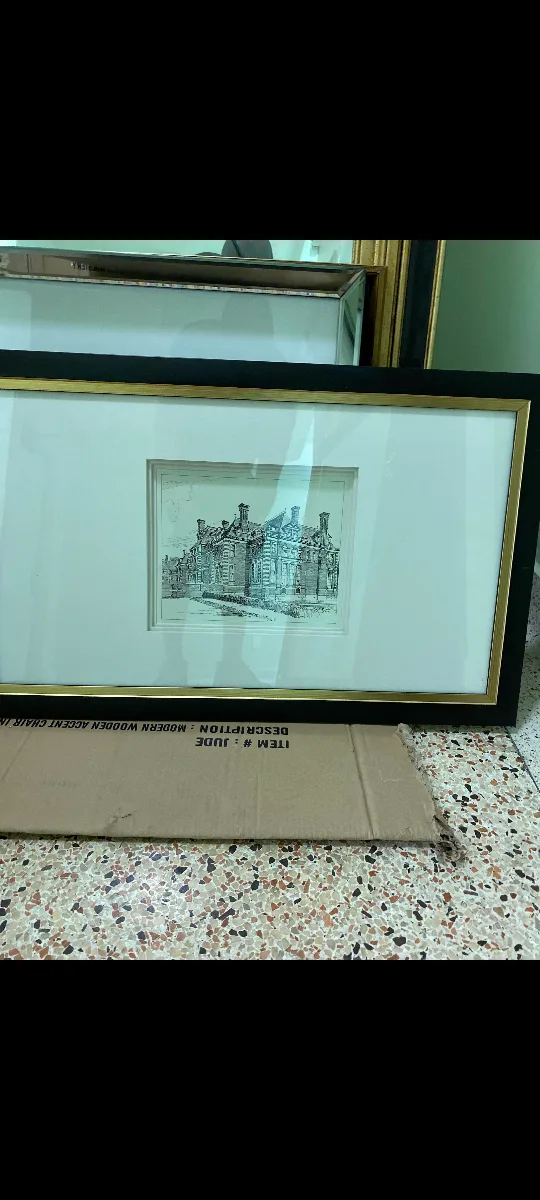 ITEM # : JUDE
DESCRIPTION : MODERN WOODEN ACCENT CHAIR